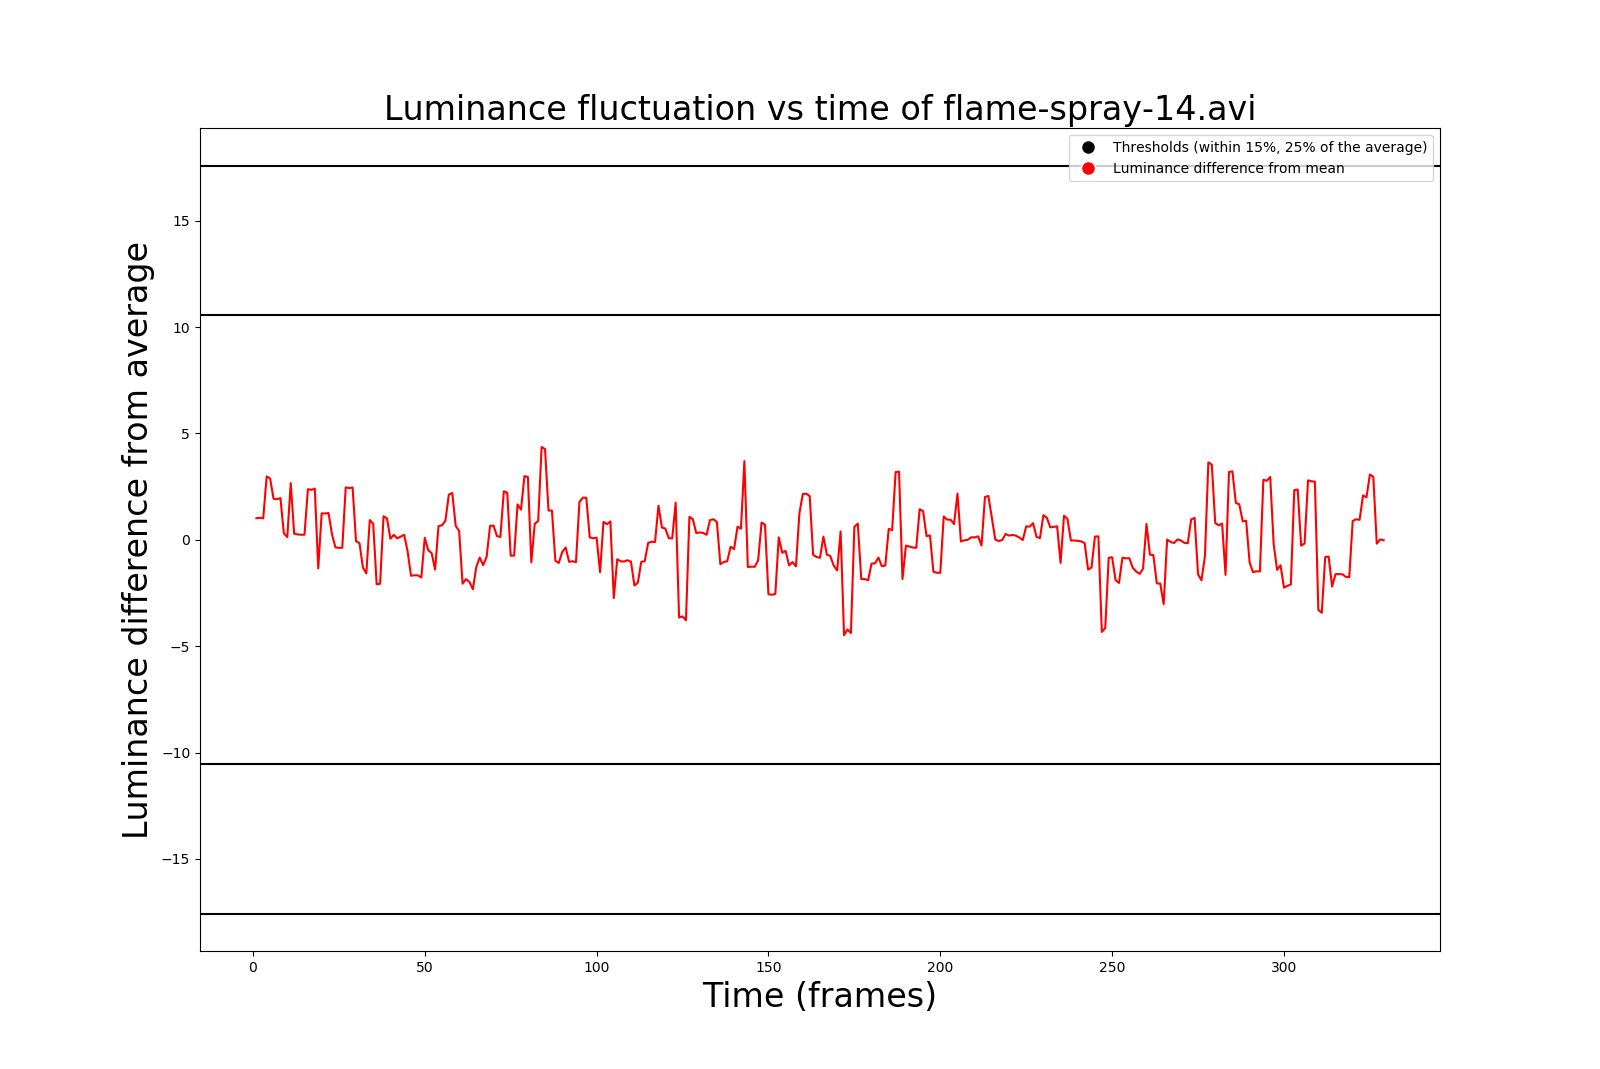 Luminance fluctuation vs time of flame-spray-14.avi
Thresholds (within 15%, 25% of the average)
Luminance difference from mean
Luminance difference from average
15
10
5
0
−5
−10
−15
0 50 100 150 200 250 300
Time (frames)